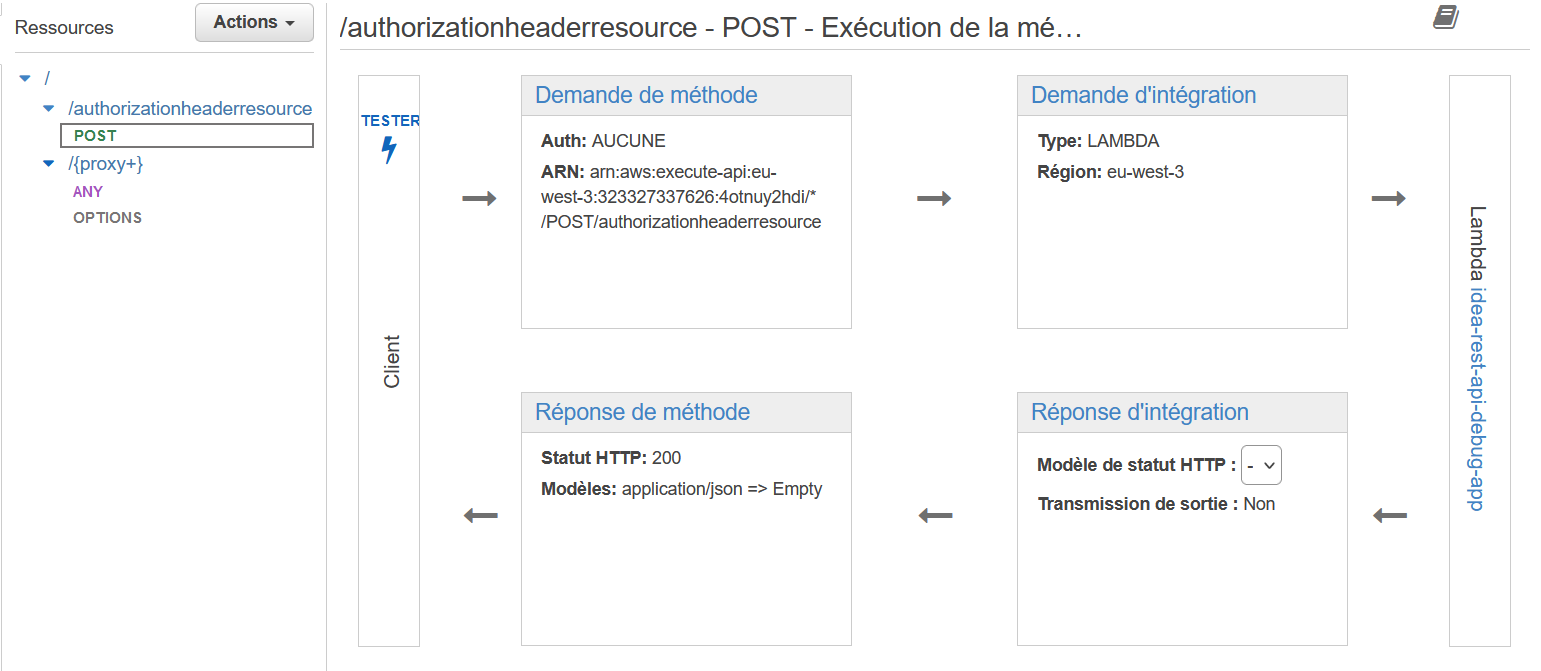 Ressources
Actions
/authorizationheaderresource - POST - Exécution de la mé…
/
/authorizationheaderresource
POST
/{proxy+}
ANY
OPTIONS
TESTER
Client
Demande de méthode
Auth: AUCUNE
ARN: arn:aws:execute-api:eu-
west-3:323327337626:4otnuy2hdi/*
/POST/authorizationheaderresource
Demande d'intégration
Type: LAMBDA
Région: eu-west-3
Lambda idea-rest-api-debug-app
Réponse de méthode
Statut HTTP: 200
Modèles: application/json => Empty
Réponse d'intégration
Modèle de statut HTTP : -
Transmission de sortie : Non